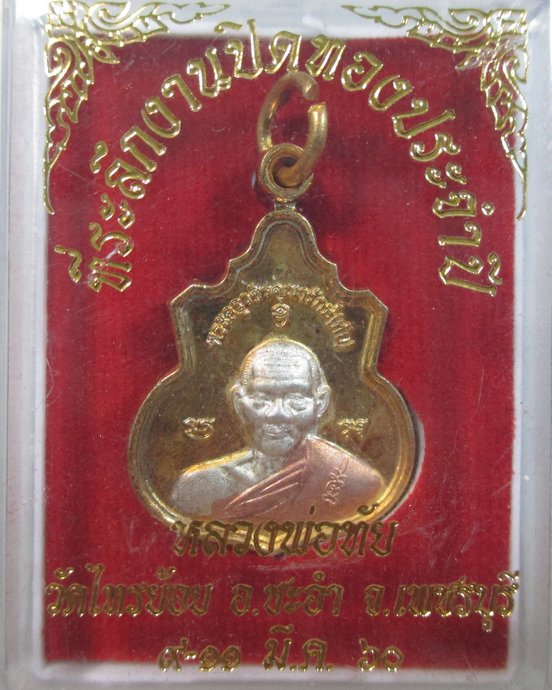 ที่ระลึกงานปิดทองประจำปี
หลวงพ่อทัย
วัดไทรย้อย อ.ชะอำ จ.เพชรบุรี
๙-๑๑ มี.ค. ๖๐